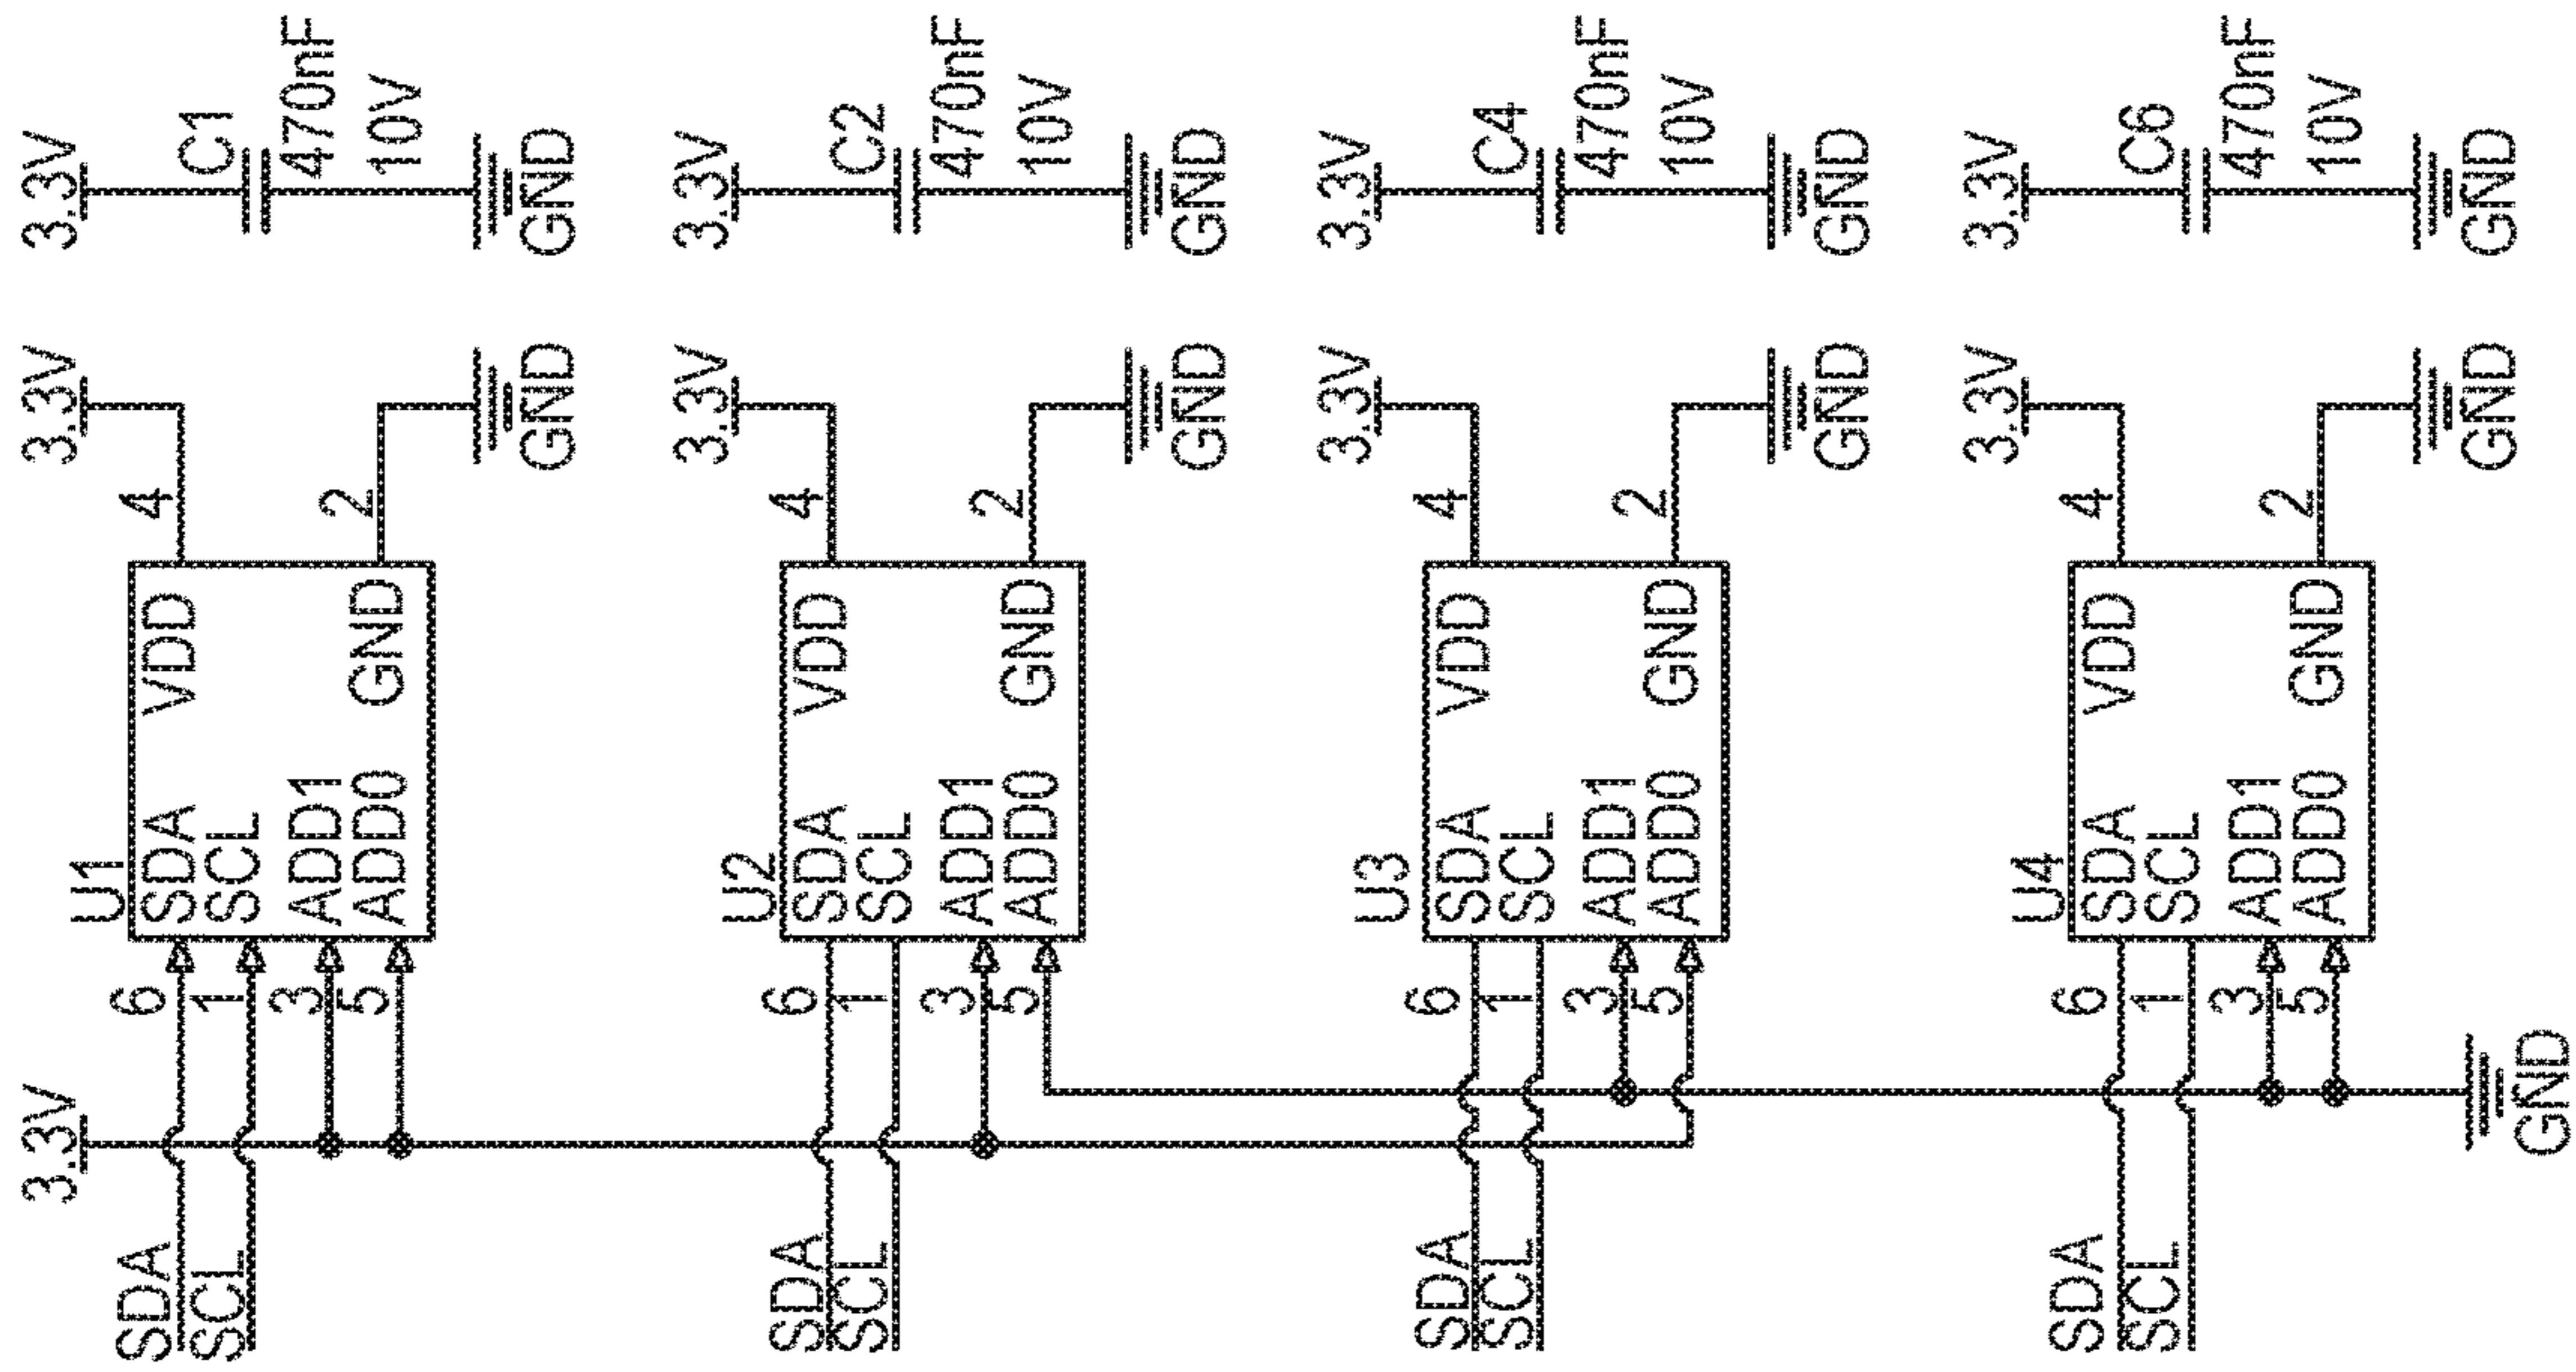 3.3V
SDA
SCL
6
1
3
5
U1
SDA
SCL
ADD1
ADD0
VDD
GND
4
2
3.3V
GND
3.3V
C1
470nF
10V
GND
SDA
SCL
6
1
3
5
U2
SDA
SCL
ADD1
ADD0
VDD
GND
4
2
3.3V
GND
3.3V
C2
470nF
10V
GND
SDA
SCL
6
1
3
5
U3
SDA
SCL
ADD1
ADD0
VDD
GND
4
2
3.3V
GND
3.3V
C4
470nF
10V
GND
SDA
SCL
6
1
3
5
GND
U4
SDA
SCL
ADD1
ADD0
VDD
GND
4
2
3.3V
GND
3.3V
C6
470nF
10V
GND